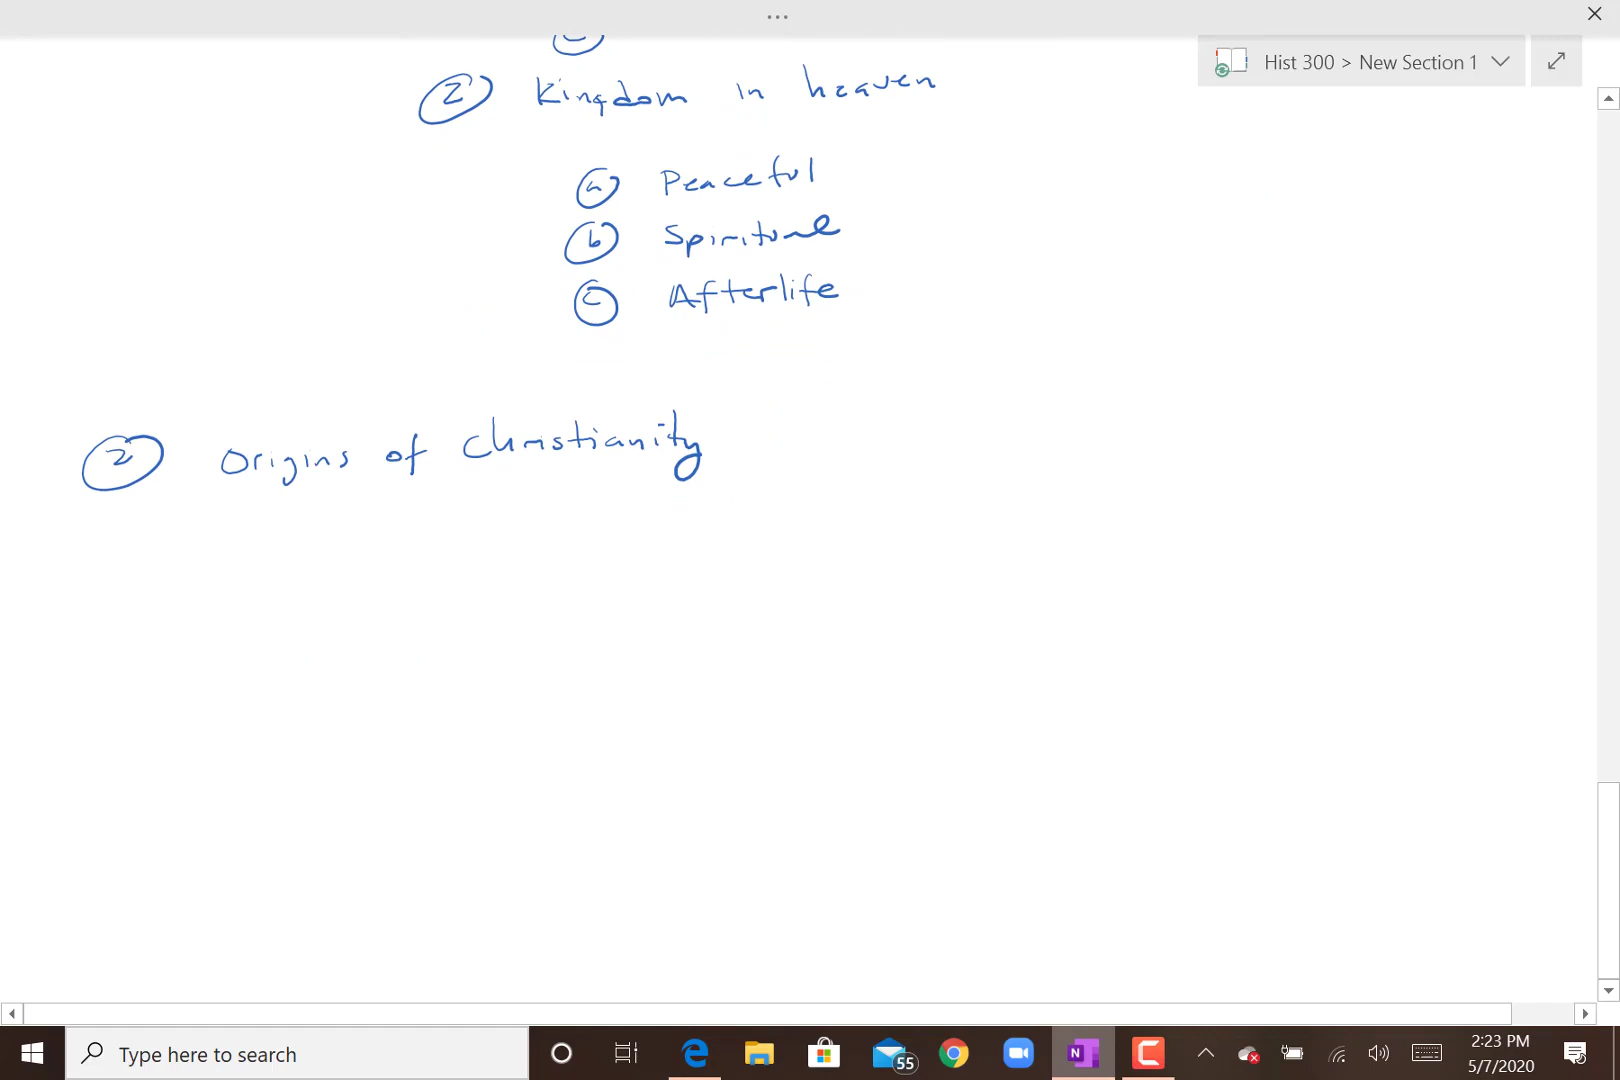 Hist 300 > New Section 1
② Kingdom in heaven
ⓐ Peaceful
ⓑ Spiritual
ⓒ Afterlife
② Origins of Christianity
Type here to search
55
N
2:23 PM
5/7/2020